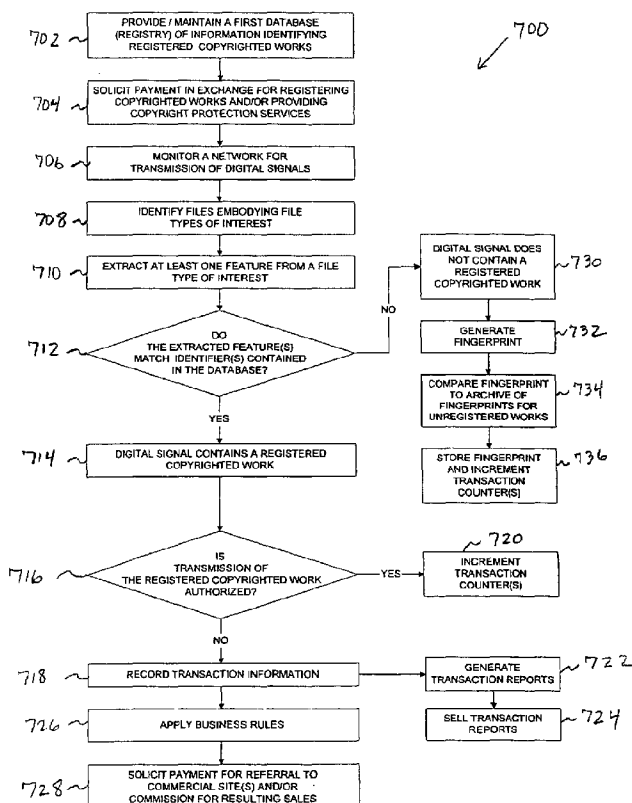 702
PROVIDE / MAINTAIN A FIRST DATABASE
(REGISTRY) OF INFORMATION IDENTIFYING
REGISTERED COPYRIGHTED WORKS
700
704
SOLICIT PAYMENT IN EXCHANGE FOR REGISTERING
COPYRIGHTED WORKS AND/OR PROVIDING
COPYRIGHT PROTECTION SERVICES
706
MONITOR A NETWORK FOR
TRANSMISSION OF DIGITAL SIGNALS
708
IDENTIFY FILES EMBODYING FILE
TYPES OF INTEREST
710
EXTRACT AT LEAST ONE FEATURE FROM A FILE
TYPE OF INTEREST
712
DO
THE EXTRACTED FEATURE(S)
MATCH IDENTIFIER(S) CONTAINED
IN THE DATABASE?
NO
DIGITAL SIGNAL DOES
NOT CONTAIN A
REGISTERED
COPYRIGHTED WORK
730
GENERATE
FINGERPRINT
732
COMPARE FINGERPRINT
TO ARCHIVE OF
FINGERPRINTS FOR
UNREGISTERED WORKS
734
STORE FINGERPRINT
AND INCREMENT
TRANSACTION
COUNTER(S)
736
YES
714
DIGITAL SIGNAL CONTAINS A REGISTERED
COPYRIGHTED WORK
716
IS
TRANSMISSION OF
THE REGISTERED COPYRIGHTED WORK
AUTHORIZED?
YES
720
INCREMENT
TRANSACTION
COUNTER(S)
NO
718
RECORD TRANSACTION INFORMATION
GENERATE
TRANSACTION REPORTS
722
SELL TRANSACTION
REPORTS
724
726
APPLY BUSINESS RULES
728
SOLICIT PAYMENT FOR REFERRAL TO
COMMERCIAL SITE(S) AND/OR
COMMISSION FOR RESULTING SALES